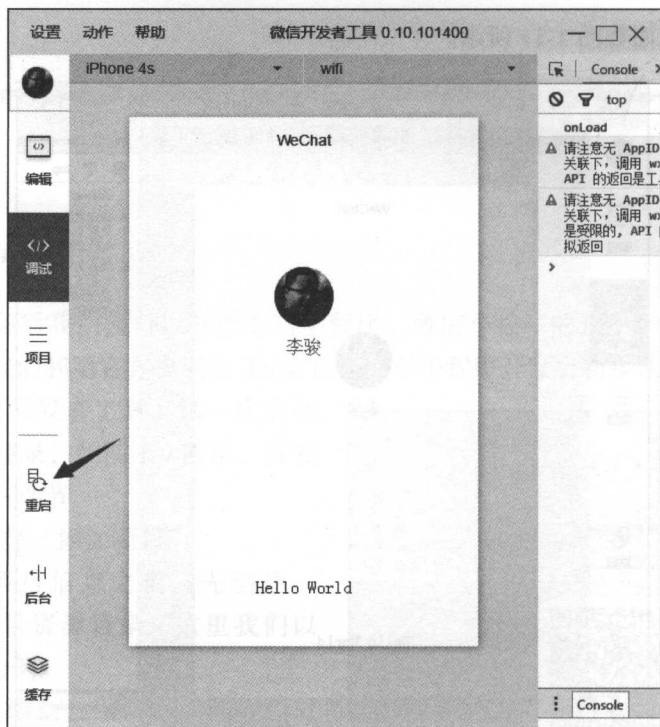 设置 动作 帮助 微信开发者工具 0.10.101400
iPhone 4s wifi
Console
top
编辑
调试
项目
重启
后台
缓存
WeChat
李骏
Hello World
onLoad
请注意无 AppID
关联下，调用 wx
API 的返回是工
请注意无 AppID
关联下，调用 wx
是受限的, API
拟返回
Console